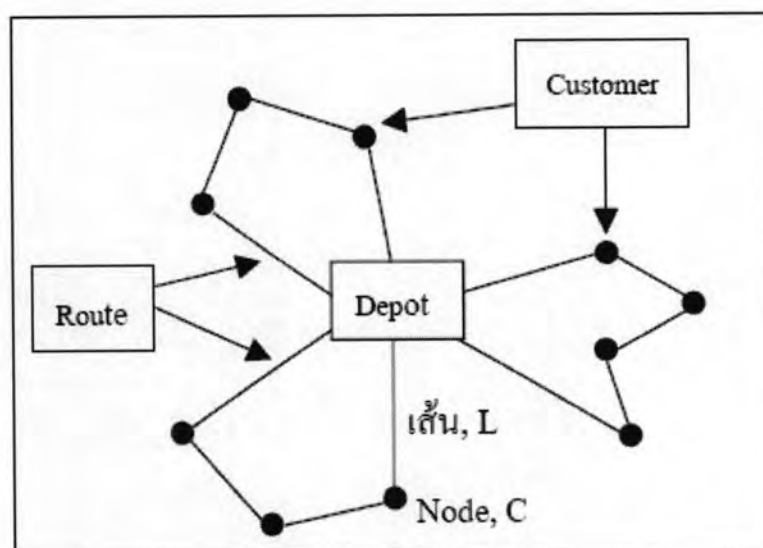 Customer
Route
Depot
เส้น, L
Node, C